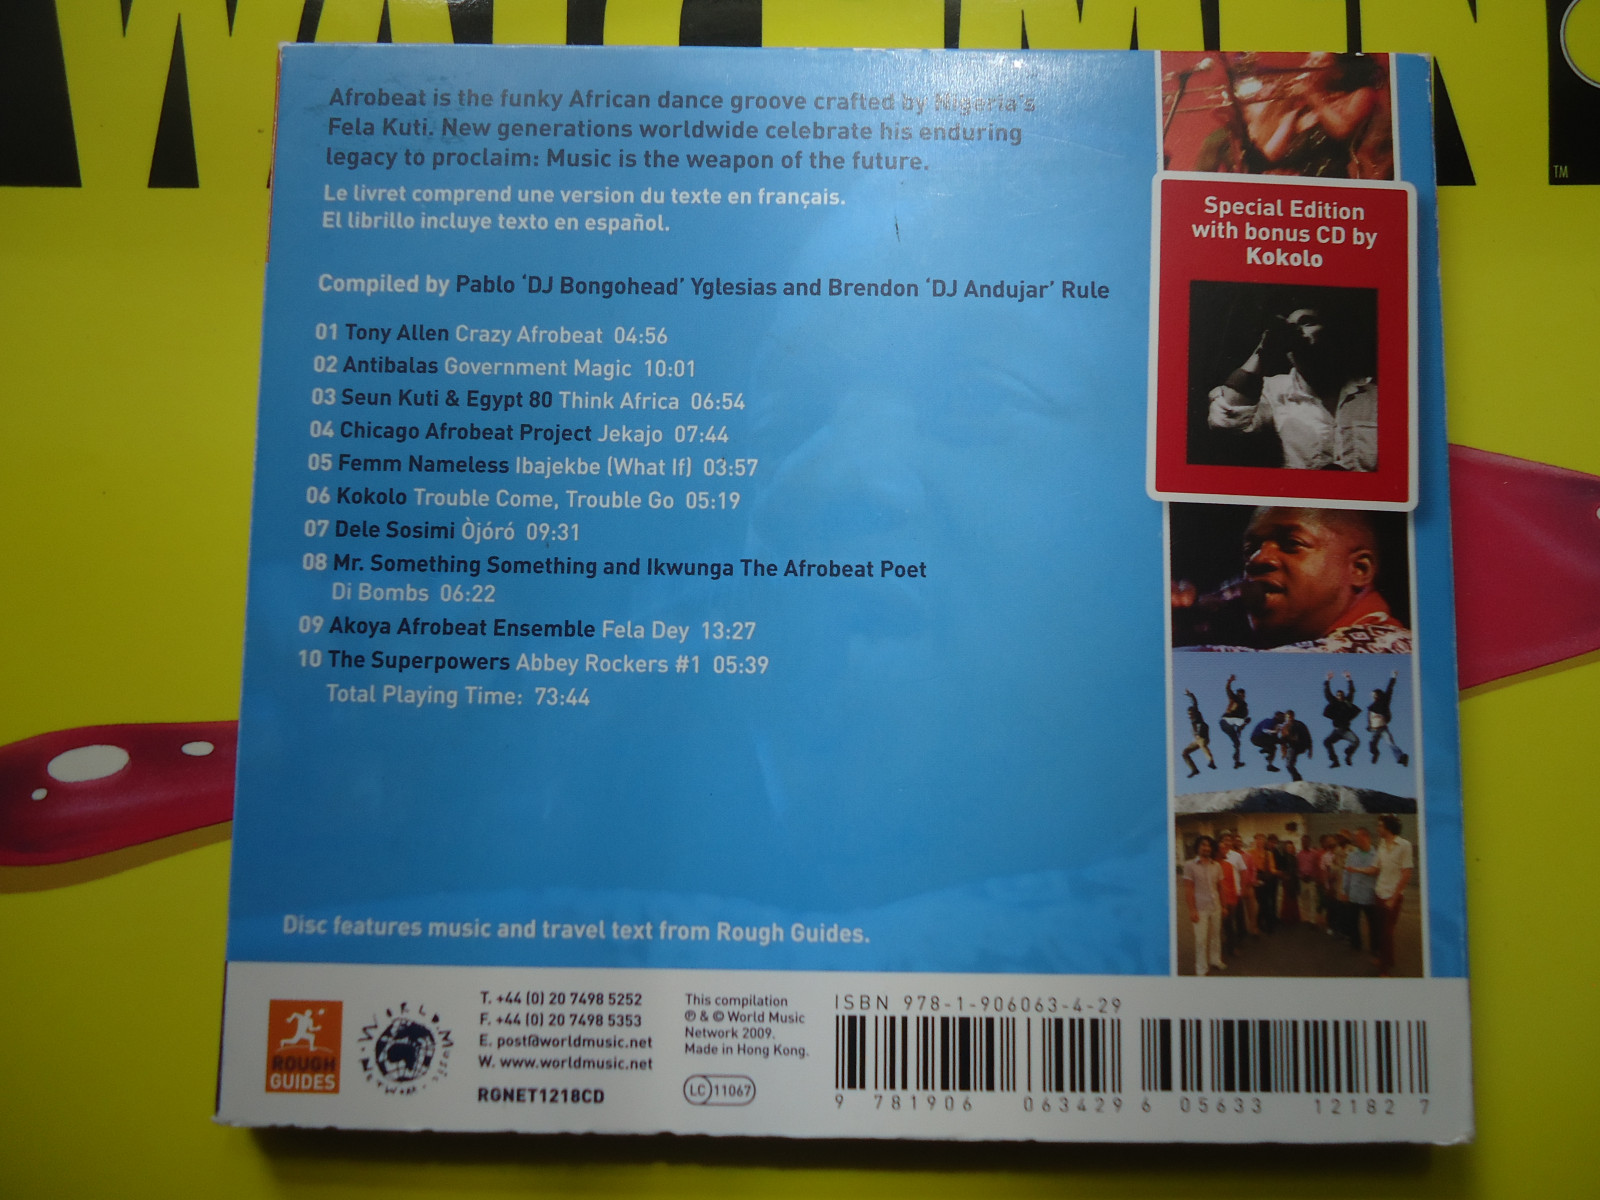 Afrobeat is the funky African dance groove crafted by Nigeria's
Fela Kuti. New generations worldwide celebrate his enduring
legacy to proclaim: Music is the weapon of the future.
Le livret comprend une version du texte en français.
El librillo incluye texto en español.
Compiled by Pablo 'DJ Bongohead' Yglesias and Brendon 'DJ Andujar' Rule
01 Tony Allen Crazy Afrobeat 04:56
02 Antibalas Government Magic 10:01
03 Seun Kuti & Egypt 80 Think Africa 06:54
04 Chicago Afrobeat Project Jekajo 07:44
05 Femm Nameless Ibajekbe (What If) 03:57
06 Kokolo Trouble Come, Trouble Go 05:19
07 Dele Sosimi Òjóró 09:31
08 Mr. Something Something and Ikwunga The Afrobeat Poet
Di Bombs 06:22
09 Akoya Afrobeat Ensemble Fela Dey 13:27
10 The Superpowers Abbey Rockers #1 05:39
Total Playing Time: 73:44
Disc features music and travel text from Rough Guides.
Special Edition
with bonus CD by
Kokolo
ROUGH
GUIDES
WORLD MUSIC NETWORK
T. +44 (0) 20 7498 5252
F. +44 (0) 20 7498 5353
E. post@worldmusic.net
W. www.worldmusic.net
RGNET1218CD
This compilation
℗ & © World Music
Network 2009.
Made in Hong Kong.
LC 11067
ISBN 978-1-906063-4-29
9 781906 063429 6 05633 12182 7
TM